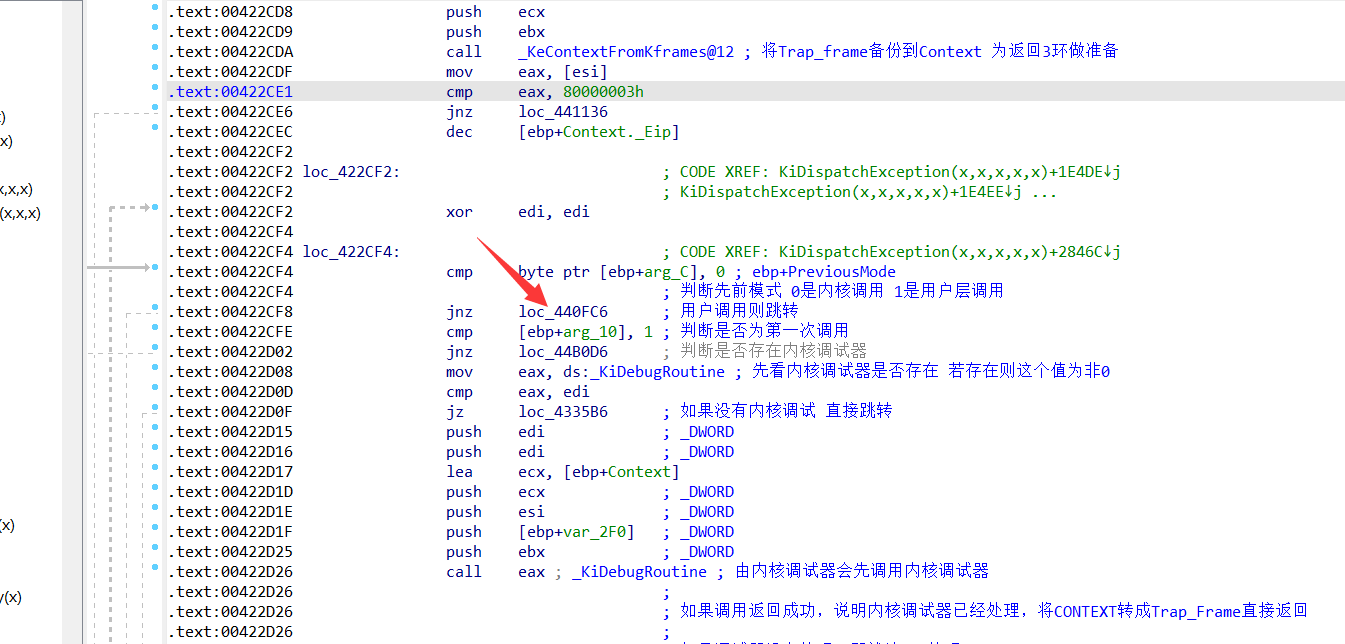 .text:00422CD8 push ecx
.text:00422CD9 push ebx
.text:00422CDA call _KeContextFromKframes@12 ; 将Trap_frame备份到Context 为返回3环做准备
.text:00422CDF mov eax, [esi]
.text:00422CE1 cmp eax, 80000003h
.text:00422CE6 jnz loc_441136
) .text:00422CEC dec [ebp+Context._Eip]
x) .text:00422CF2
.text:00422CF2 loc_422CF2: ; CODE XREF: KiDispatchException(x,x,x,x,x)+1E4DE↓j
x,x,x) .text:00422CF2 ; KiDispatchException(x,x,x,x,x)+1E4EE↓j ...
(x,x,x) .text:00422CF2 xor edi, edi
.text:00422CF4
.text:00422CF4 loc_422CF4: ; CODE XREF: KiDispatchException(x,x,x,x,x)+2846C↓j
.text:00422CF4 cmp byte ptr [ebp+arg_C], 0 ; ebp+PreviousMode
.text:00422CF4 ; 判断先前模式 0是内核调用 1是用户层调用
.text:00422CF8 jnz loc_440FC6 ; 用户调用则跳转
.text:00422CFE cmp [ebp+arg_10], 1 ; 判断是否为第一次调用
.text:00422D02 jnz loc_44B0D6 ; 判断是否存在内核调试器
.text:00422D08 mov eax, ds:_KiDebugRoutine ; 先看内核调试器是否存在 若存在则这个值为非0
.text:00422D0D cmp eax, edi
.text:00422D0F jz loc_4335B6 ; 如果没有内核调试 直接跳转
.text:00422D15 push edi ; _DWORD
.text:00422D16 push edi ; _DWORD
.text:00422D17 lea ecx, [ebp+Context]
.text:00422D1D push ecx ; _DWORD
.text:00422D1E push esi ; _DWORD
(x) .text:00422D1F push [ebp+var_2F0] ; _DWORD
.text:00422D25 push ebx ; _DWORD
.text:00422D26 call eax ; _KiDebugRoutine ; 由内核调试器会先调用内核调试器
y(x) .text:00422D26 ;
.text:00422D26 ; 如果调用返回成功，说明内核调试器已经处理，将CONTEXT转成Trap_Frame直接返回
.text:00422D26 ;